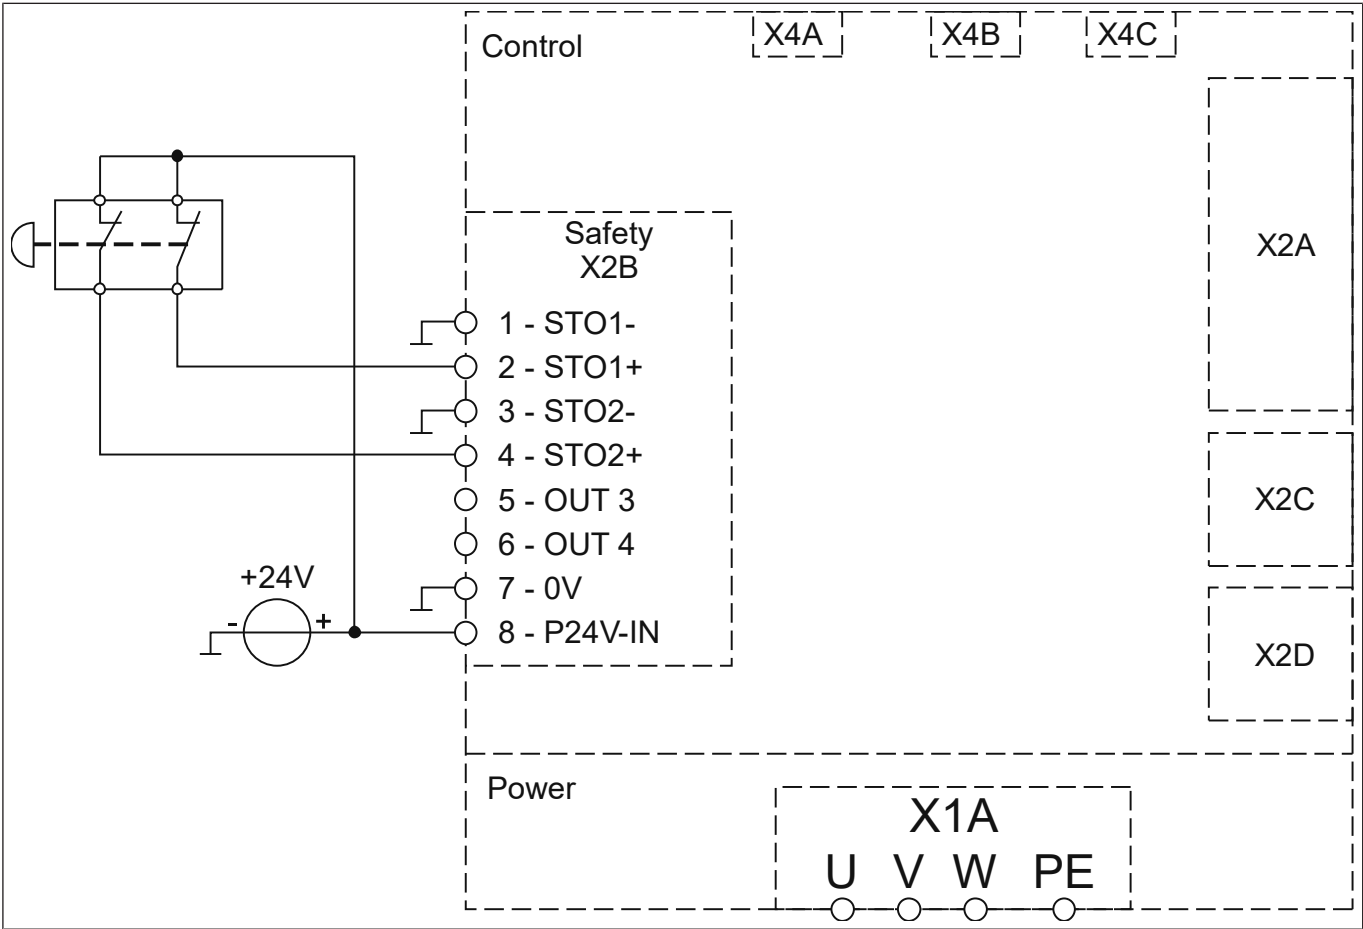 Control
X4A
X4B
X4C
X2A
Safety
X2B
1 - STO1-
2 - STO1+
3 - STO2-
4 - STO2+
5 - OUT 3
6 - OUT 4
7 - 0V
8 - P24V-IN
+24V
- +
X2C
X2D
Power
X1A
U V W PE